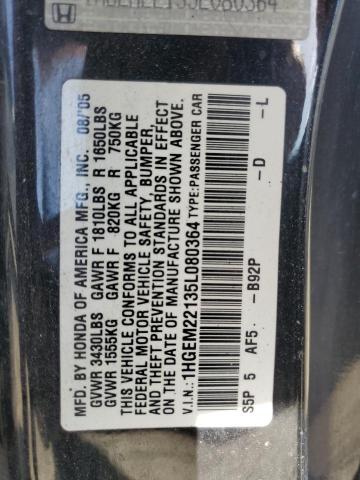 MFD. BY HONDA OF AMERICA MFG., INC. 08/05
GVWR 3430LBS GAWR F 1810LBS R 1650LBS
GVWR 1555KG GAWR F 820KG R 750KG
THIS VEHICLE CONFORMS TO ALL APPLICABLE
FEDERAL MOTOR VEHICLE SAFETY, BUMPER,
AND THEFT PREVENTION STANDARDS IN EFFECT
ON THE DATE OF MANUFACTURE SHOWN ABOVE.
V.I.N.: 1HGEM22135L080364 TYPE: PASSENGER CAR
S5P 5 AF5 -B92P -D -L